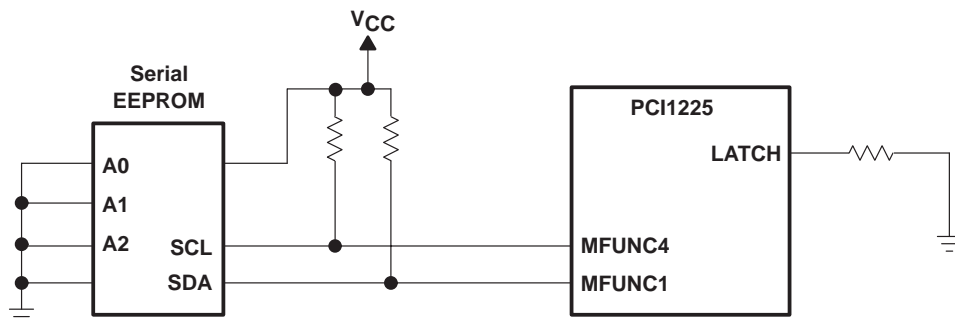 VCC
Serial
EEPROM
PCI1225
A0
LATCH
A1
A2
SCL
MFUNC4
SDA
MFUNC1